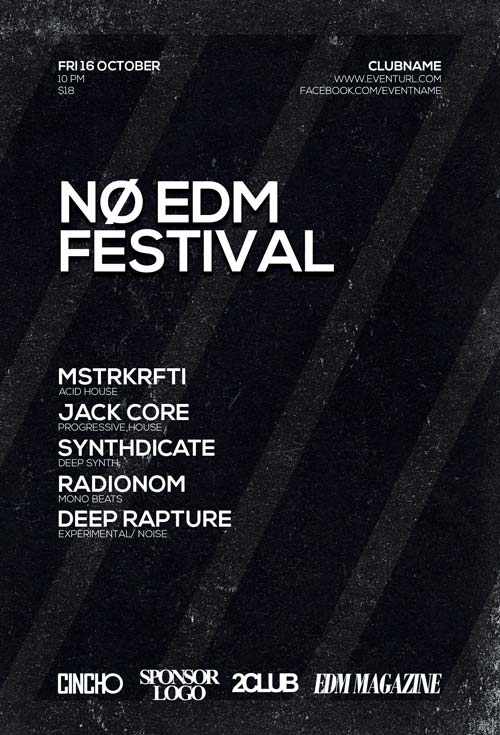 FRI 16 OCTOBER
10 PM
$18
CLUBNAME
WWW.EVENTURL.COM
FACEBOOK.COM/EVENTNAME
NØ EDM
FESTIVAL
MSTRKRFTI
ACID HOUSE
JACK CORE
PROGRESSIVE HOUSE
SYNTHDICATE
DEEP SYNTH
RADIONOM
MONO BEATS
DEEP RAPTURE
EXPERIMENTAL/ NOISE
CINCHO
SPONSOR
LOGO
2CLUB
EDM MAGAZINE